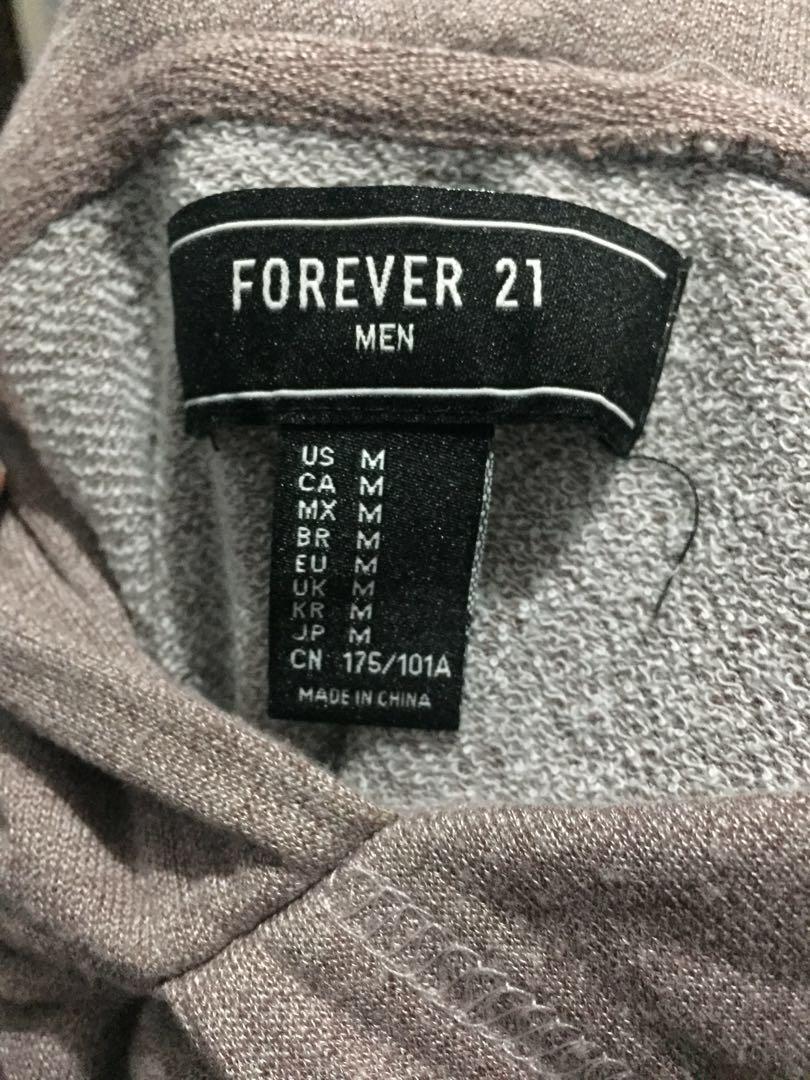 FOREVER 21
MEN
US M
CA M
MX M
BR M
EU M
UK M
KR M
JP M
CN 175/101A
MADE IN CHINA